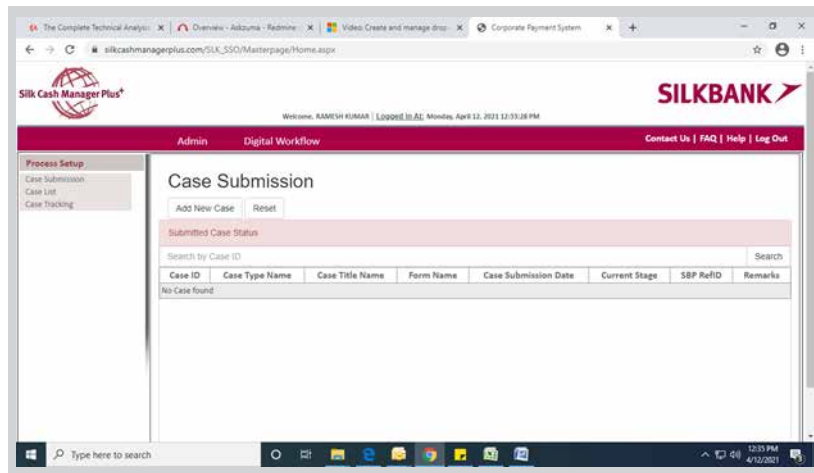 The Complete Technical Analysi
Overview - Adizuma - Redmine
Video: Create and manage drop-
Corporate Payment System
silkcashmanagerplus.com/SLK_SSO/Masterpage/Home.aspx
Silk Cash Manager Plus+
SILKBANK
Welcome, RAMESH KUMAR | Logged In At: Monday, April 12, 2021 12:33:28 PM
Admin Digital Workflow Contact Us | FAQ | Help | Log Out
Process Setup
Case Submission
Case List
Case Tracking
Case Submission
Add New Case Reset
Submitted Case Status
Search by Case ID Search
Case ID Case Type Name Case Title Name Form Name Case Submission Date Current Stage SBP RefID Remarks
No Case found
Type here to search
12:35 PM
4/12/2021